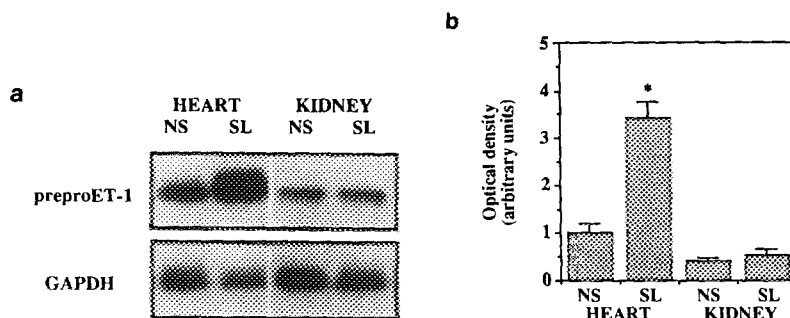 a
HEART KIDNEY
NS SL NS SL
preproET-1
GAPDH
b
Optical density
(arbitrary units)
5
4
3
2
1
0
*
NS SL NS SL
HEART KIDNEY